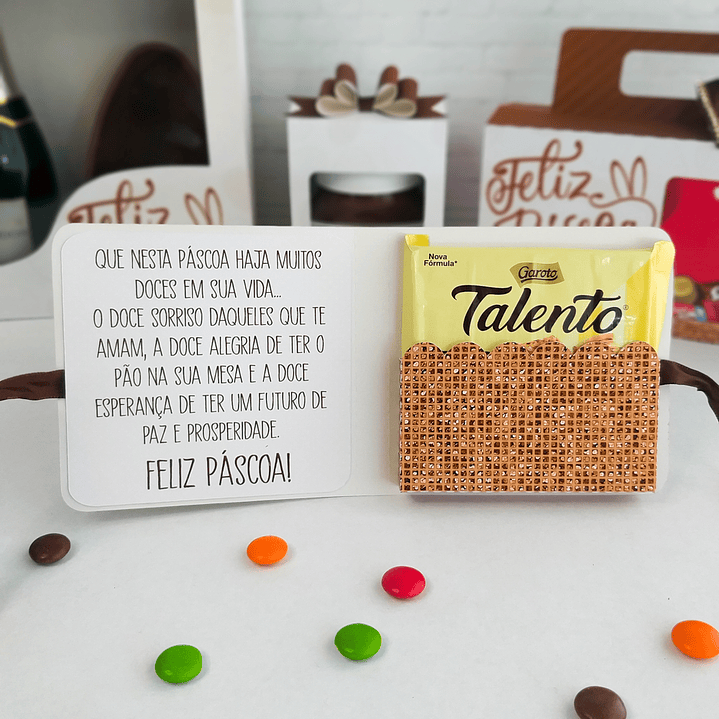 Feliz
Feliz
QUE NESTA PÁSCOA HAJA MUITOS
DOCES EM SUA VIDA...
O DOCE SORRISO DAQUELES QUE TE
AMAM, A DOCE ALEGRIA DE TER O
PÃO NA SUA MESA E A DOCE
ESPERANÇA DE TER UM FUTURO DE
PAZ E PROSPERIDADE.
FELIZ PÁSCOA!
Nova
Fórmula*
Garoto
Talento®